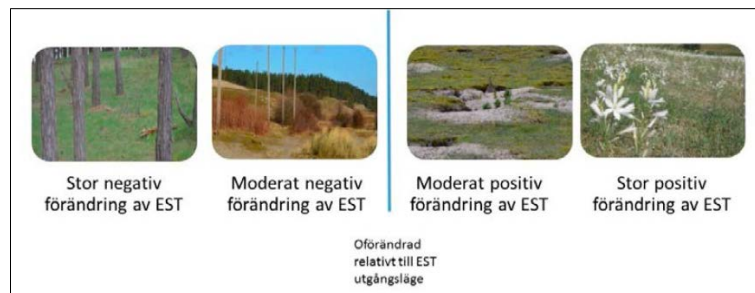 Stor negativ
förändring av EST
Moderat negativ
förändring av EST
Moderat positiv
förändring av EST
Stor positiv
förändring av EST
Oförändrad
relativt till EST
utgångsläge